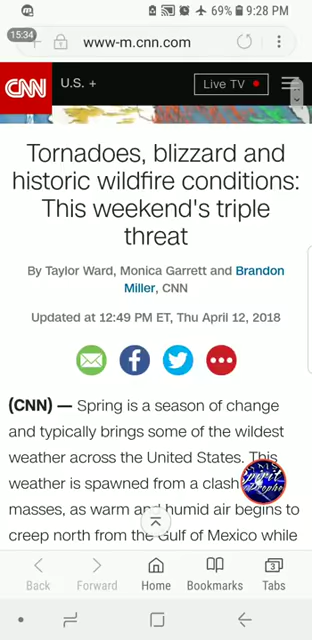 69% 9:28 PM
15:34
www-m.cnn.com
CNN U.S. + Live TV
Tornadoes, blizzard and
historic wildfire conditions:
This weekend's triple
threat
By Taylor Ward, Monica Garrett and Brandon
Miller, CNN
Updated at 12:49 PM ET, Thu April 12, 2018
(CNN) — Spring is a season of change
and typically brings some of the wildest
weather across the United States. This
weather is spawned from a clash
masses, as warm and humid air begins to
creep north from the Gulf of Mexico while
Back Forward Home Bookmarks 3 Tabs